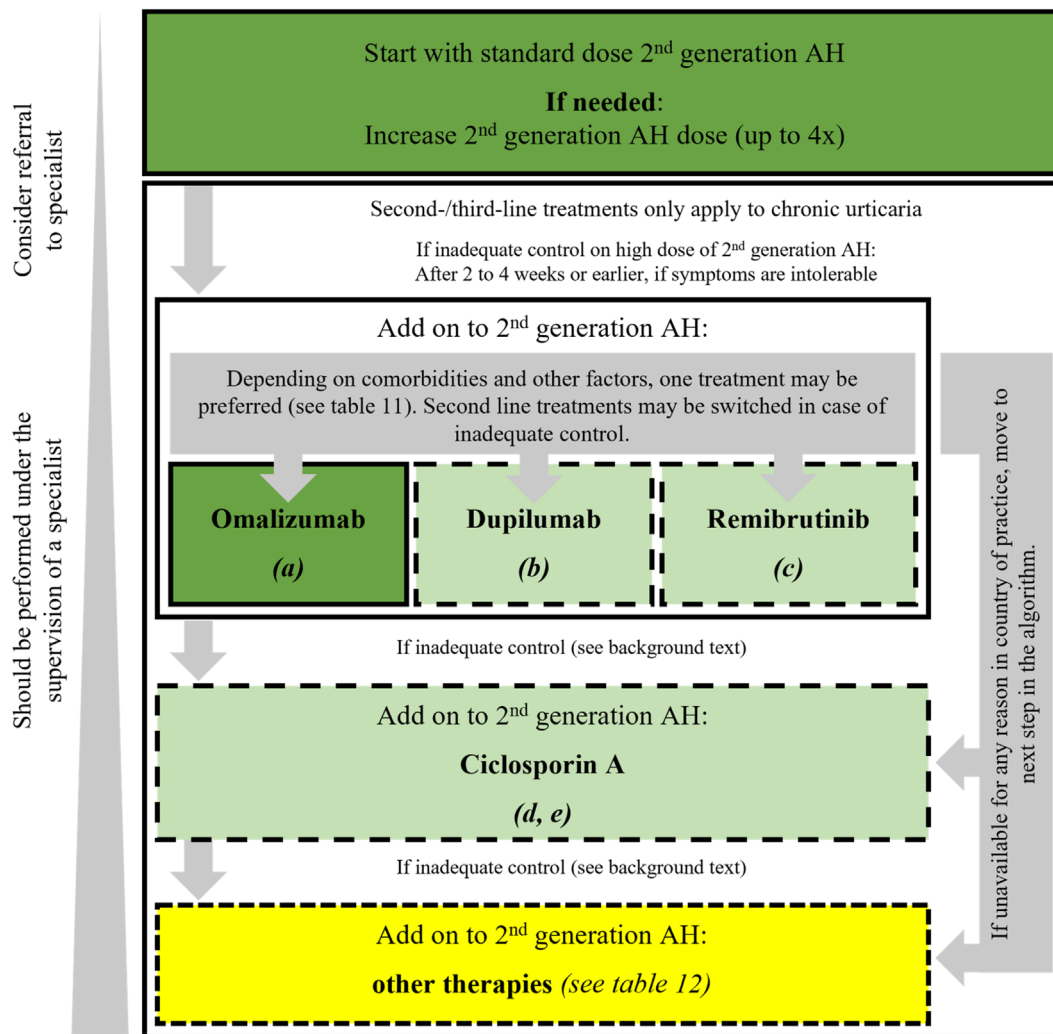 Start with standard dose 2nd generation AH
If needed:
Increase 2nd generation AH dose (up to 4x)
Consider referral
to specialist
Second-/third-line treatments only apply to chronic urticaria
If inadequate control on high dose of 2nd generation AH:
After 2 to 4 weeks or earlier, if symptoms are intolerable
Add on to 2nd generation AH:
Depending on comorbidities and other factors, one treatment may be
preferred (see table 11). Second line treatments may be switched in case of
inadequate control.
Omalizumab
(a)
Dupilumab
(b)
Remibrutinib
(c)
Should be performed under the
supervision of a specialist
If unavailable for any reason in country of practice, move to
next step in the algorithm.
If inadequate control (see background text)
Add on to 2nd generation AH:
Ciclosporin A
(d, e)
If inadequate control (see background text)
Add on to 2nd generation AH:
other therapies (see table 12)